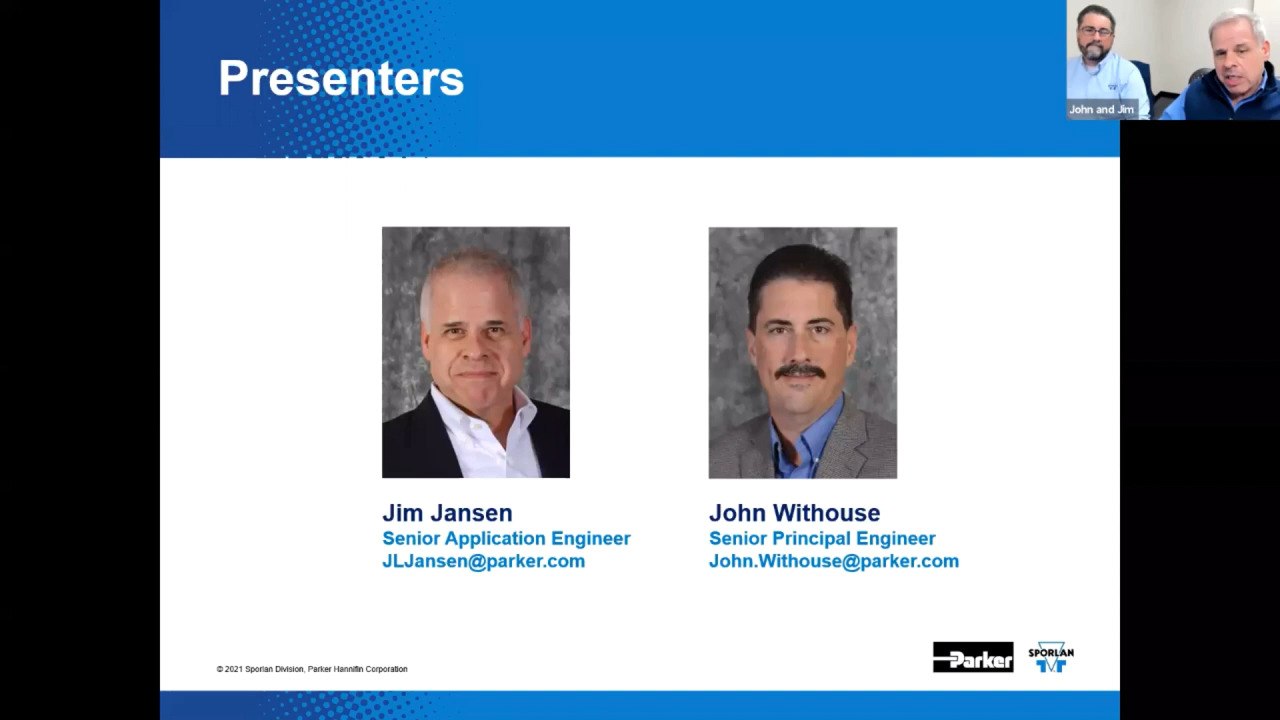 Presenters
John and Jim
Jim Jansen
Senior Application Engineer
JLJansen@parker.com
John Withouse
Senior Principal Engineer
John.Withouse@parker.com
© 2021 Sporlan Division, Parker Hannifin Corporation
Parker
SPORLAN